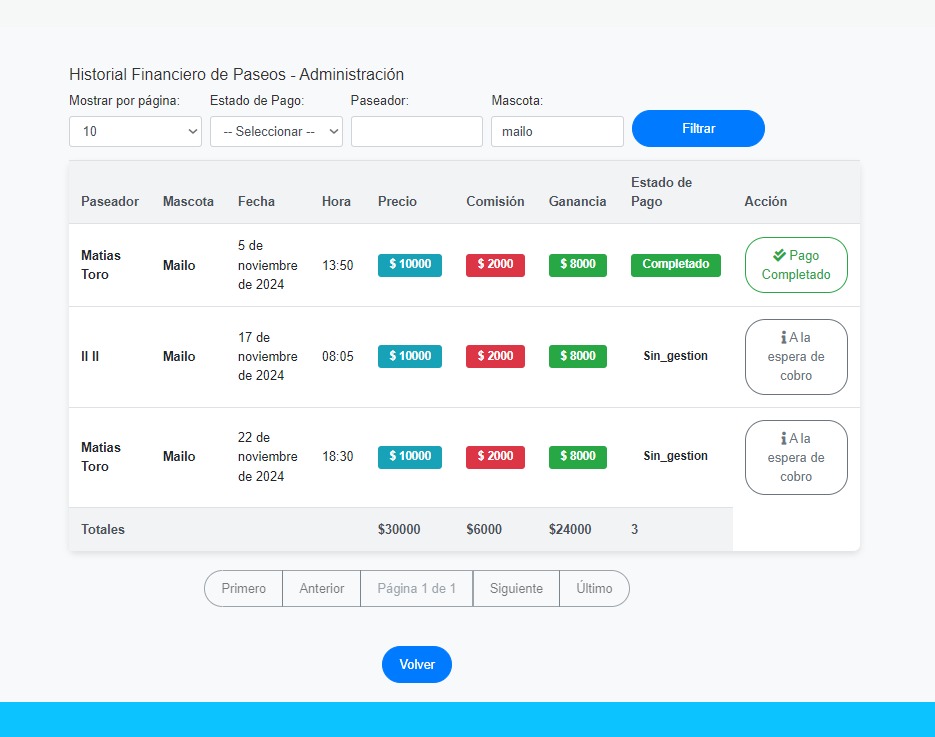 Historial Financiero de Paseos - Administración
Mostrar por página: Estado de Pago: Paseador: Mascota:
10 -- Seleccionar -- mailo Filtrar
Paseador Mascota Fecha Hora Precio Comisión Ganancia Estado de Pago Acción
Matias Toro Mailo 5 de noviembre de 2024 13:50 $ 10000 $ 2000 $ 8000 Completado Pago Completado
ll ll Mailo 17 de noviembre de 2024 08:05 $ 10000 $ 2000 $ 8000 Sin_gestion A la espera de cobro
Matias Toro Mailo 22 de noviembre de 2024 18:30 $ 10000 $ 2000 $ 8000 Sin_gestion A la espera de cobro
Totales $30000 $6000 $24000 3
Primero Anterior Página 1 de 1 Siguiente Último
Volver